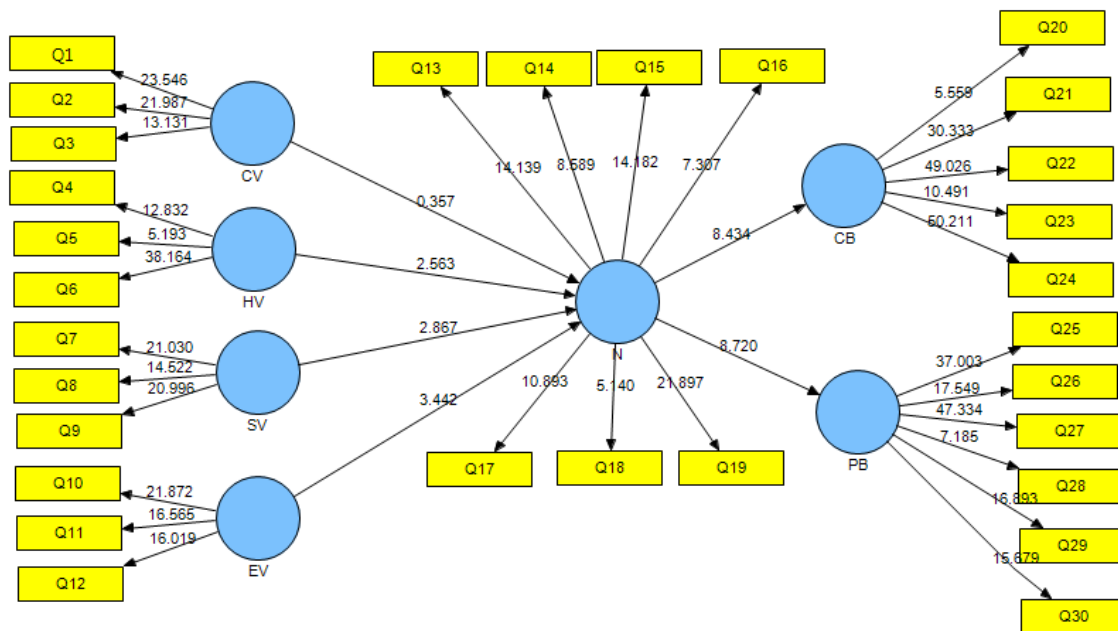 Q1
Q2
Q3
Q4
Q5
Q6
Q7
Q8
Q9
Q10
Q11
Q12
23.546
21.987
13.131
12.832
5.193
38.164
21.030
14.522
20.996
21.872
16.565
16.019
CV
HV
SV
EV
0.357
2.563
2.867
3.442
Q13
Q14
Q15
Q16
14.139
8.589
14.182
7.307
N
10.893
5.140
21.897
Q17
Q18
Q19
8.434
8.720
CB
PB
5.559
30.333
49.026
10.491
50.211
37.003
17.549
47.334
7.185
16.893
15.679
Q20
Q21
Q22
Q23
Q24
Q25
Q26
Q27
Q28
Q29
Q30